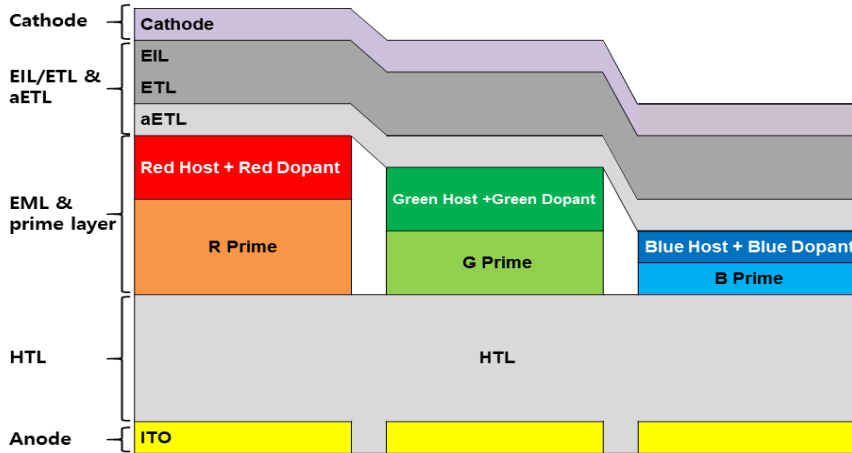 Cathode
Cathode
EIL/ETL &
aETL
EIL
ETL
aETL
EML &
prime layer
Red Host + Red Dopant
Green Host +Green Dopant
Blue Host + Blue Dopant
R Prime
G Prime
B Prime
HTL
HTL
Anode
ITO